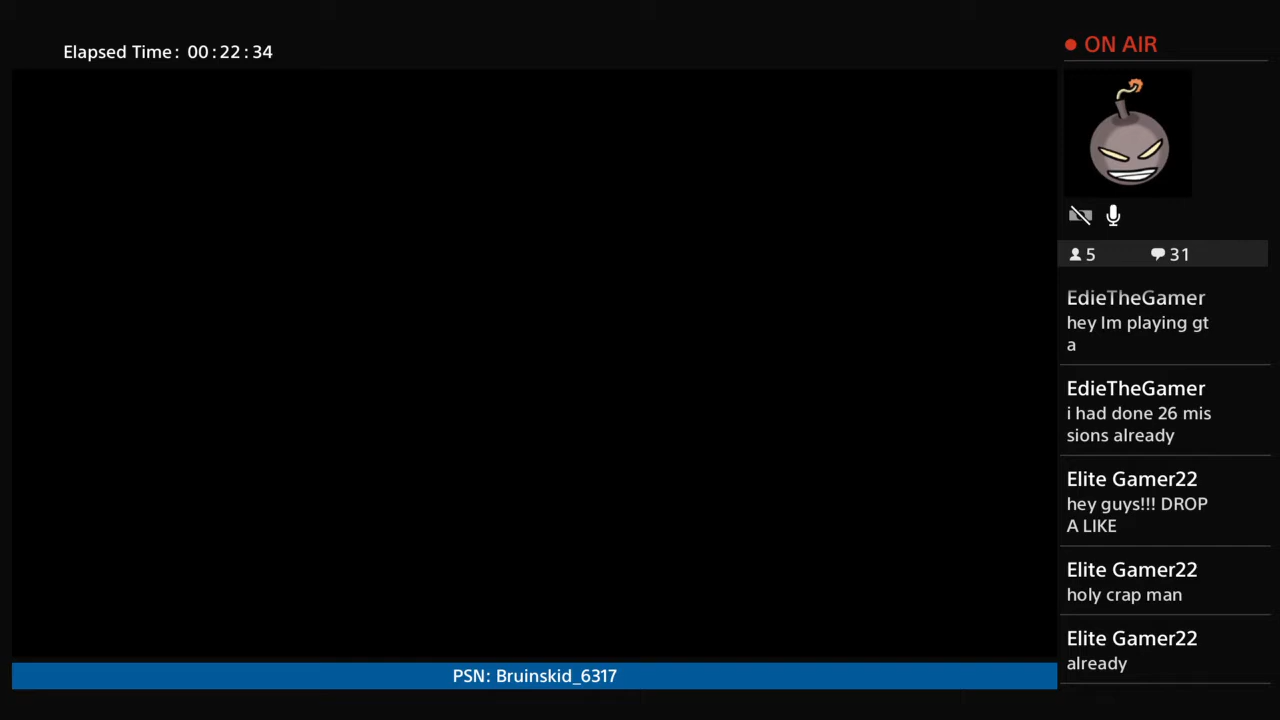 Elapsed Time: 00:22:34
ON AIR
5 31
EdieTheGamer
hey Im playing gt
a
EdieTheGamer
i had done 26 mis
sions already
Elite Gamer22
hey guys!!! DROP
A LIKE
Elite Gamer22
holy crap man
Elite Gamer22
already
PSN: Bruinskid_6317